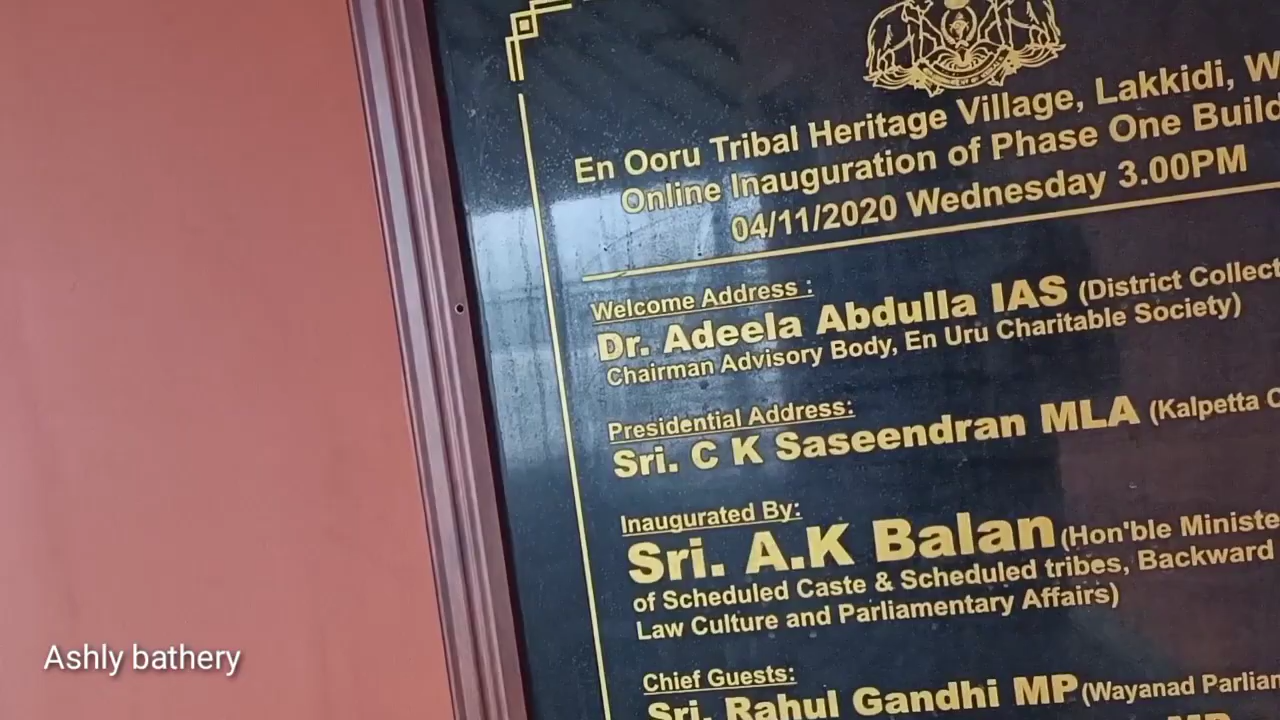 En Ooru Tribal Heritage Village, Lakkidi, W
Online Inauguration of Phase One Build
04/11/2020 Wednesday 3.00PM
Welcome Address :
Dr. Adeela Abdulla IAS (District Collect
Chairman Advisory Body, En Uru Charitable Society)
Presidential Address:
Sri. C K Saseendran MLA (Kalpetta C
Inaugurated By:
Sri. A.K Balan (Hon'ble Ministe
of Scheduled Caste & Scheduled tribes, Backward
Law Culture and Parliamentary Affairs)
Chief Guests:
Sri. Rahul Gandhi MP (Wayanad Parliam
MP
Ashly bathery